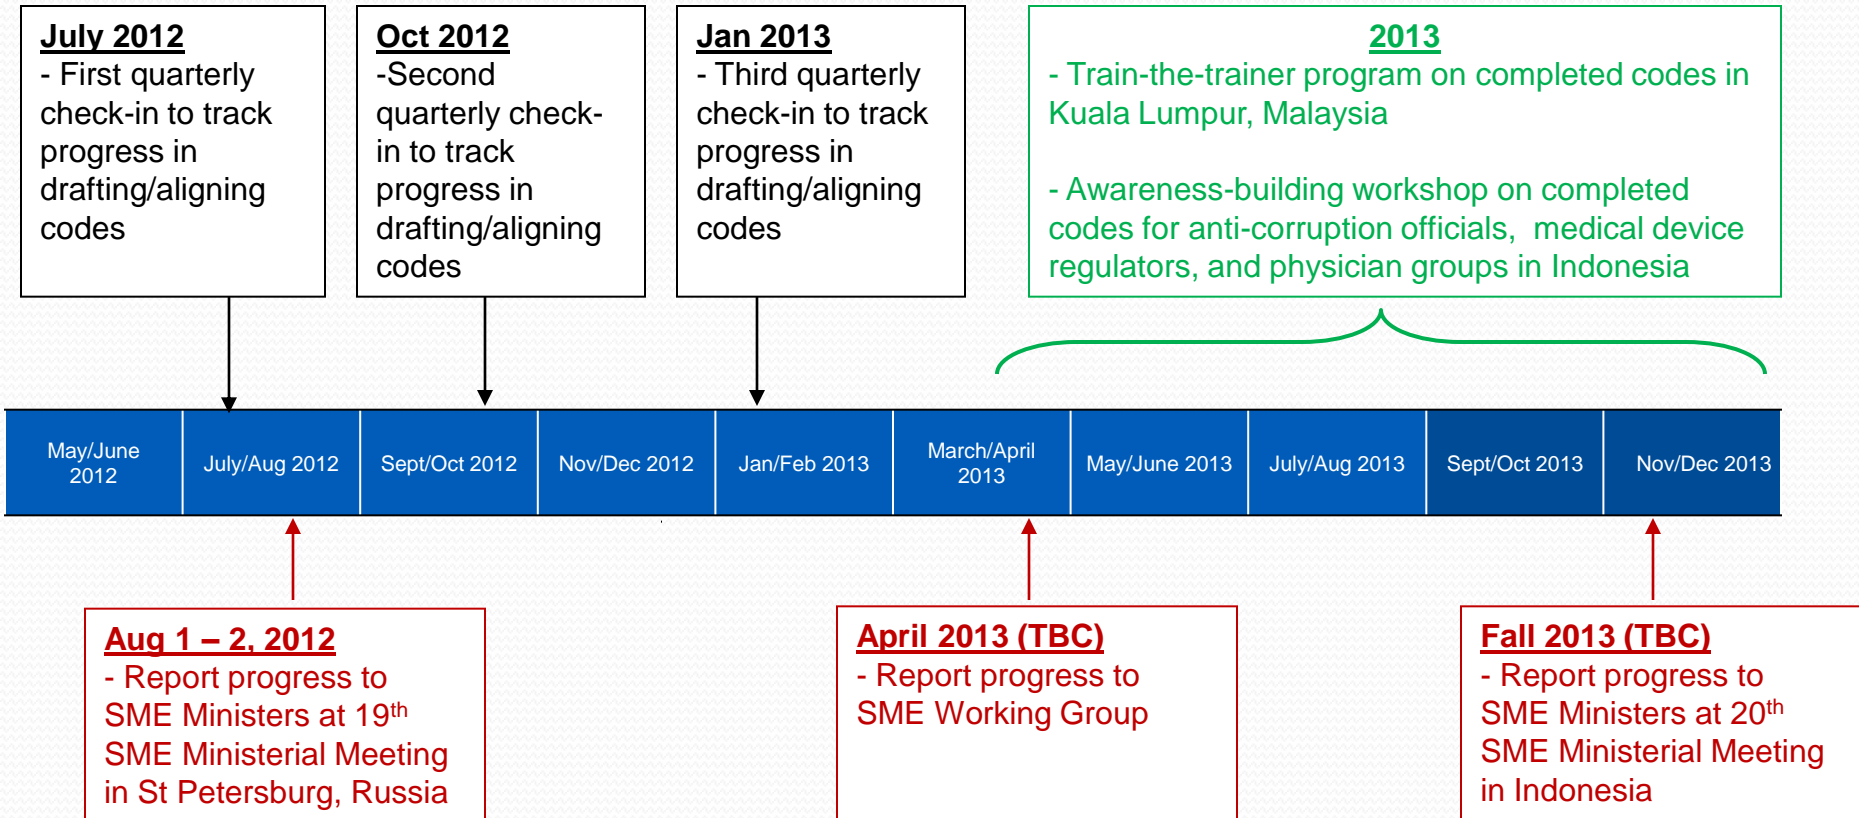 July 2012
- First quarterly
check-in to track
progress in
drafting/aligning
codes
Oct 2012
-Second
quarterly check-
in to track
progress in
drafting/aligning
codes
Jan 2013
- Third quarterly
check-in to track
progress in
drafting/aligning
codes
2013
- Train-the-trainer program on completed codes in
Kuala Lumpur, Malaysia
- Awareness-building workshop on completed
codes for anti-corruption officials, medical device
regulators, and physician groups in Indonesia
May/June
2012
July/Aug 2012
Sept/Oct 2012
Nov/Dec 2012
Jan/Feb 2013
March/April
2013
May/June 2013
July/Aug 2013
Sept/Oct 2013
Nov/Dec 2013
Aug 1 – 2, 2012
- Report progress to
SME Ministers at 19th
SME Ministerial Meeting
in St Petersburg, Russia
April 2013 (TBC)
- Report progress to
SME Working Group
Fall 2013 (TBC)
- Report progress to
SME Ministers at 20th
SME Ministerial Meeting
in Indonesia